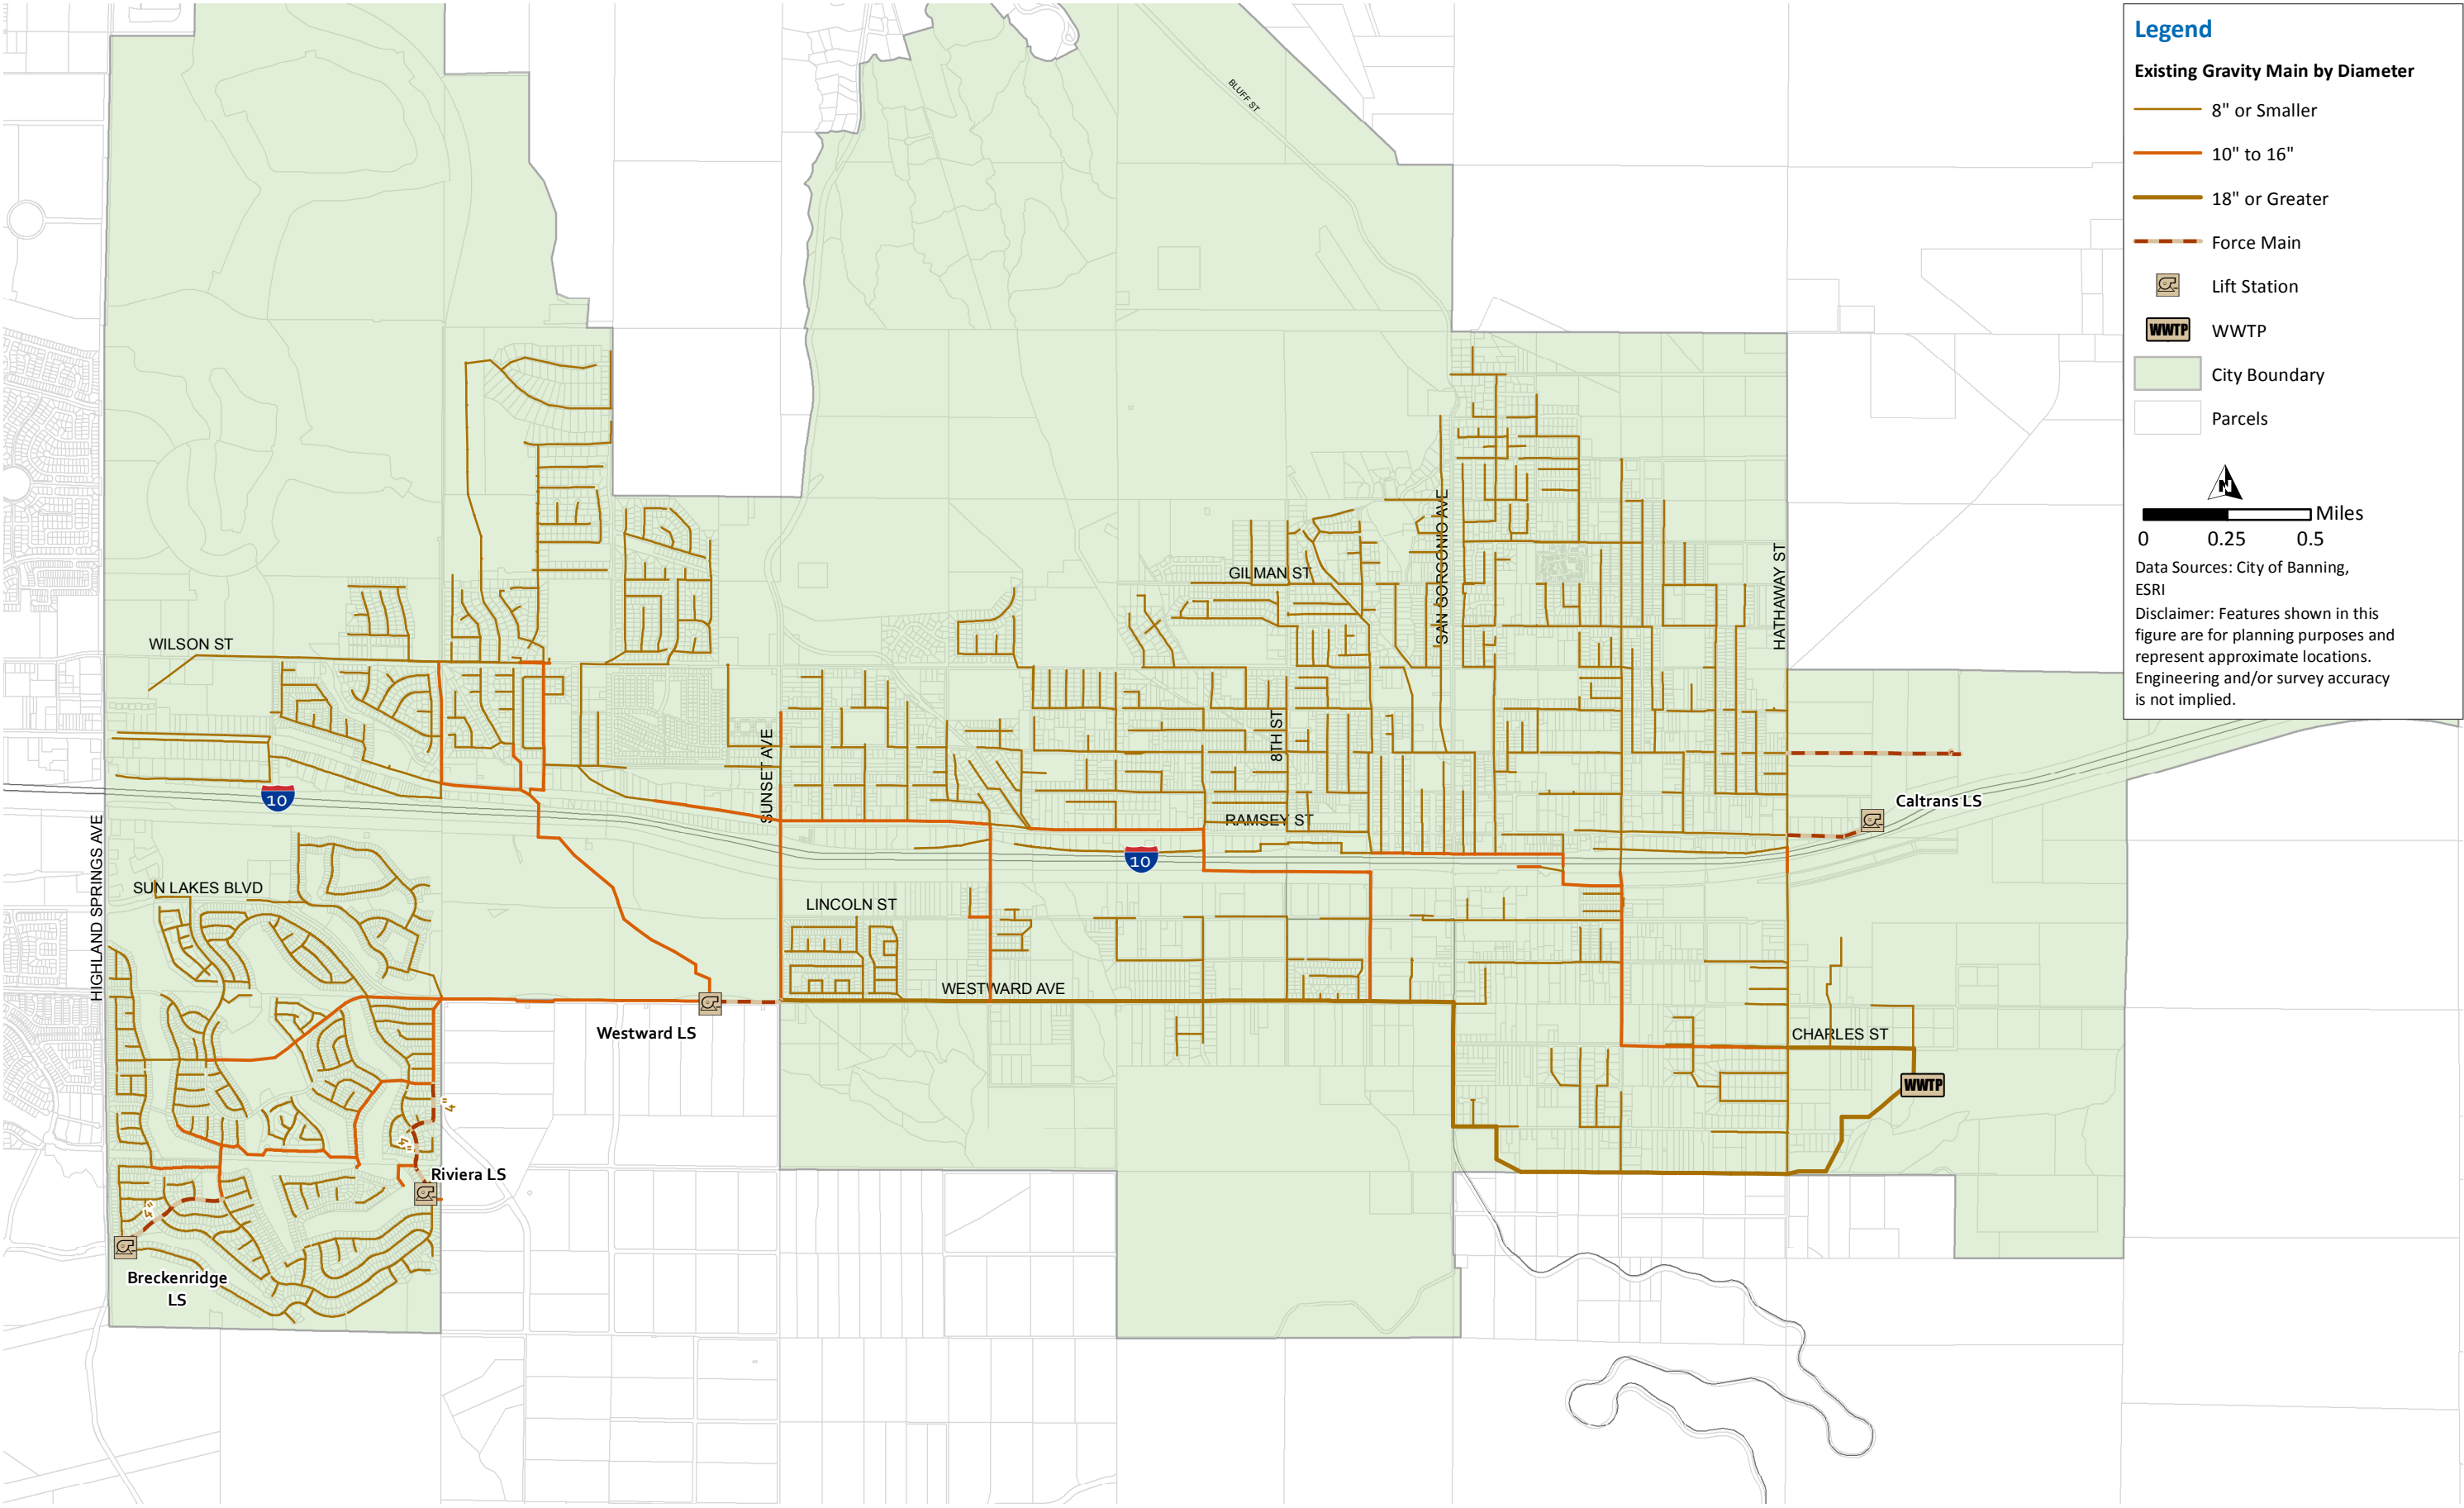 Legend
Existing Gravity Main by Diameter
8" or Smaller
10" to 16"
18" or Greater
Force Main
Lift Station
WWTP
WWTP
City Boundary
Parcels
N
Miles
0 0.25 0.5
Data Sources: City of Banning,
ESRI
Disclaimer: Features shown in this
figure are for planning purposes and
represent approximate locations.
Engineering and/or survey accuracy
is not implied.
BLUFF ST
GILMAN ST
SAN GORGONIO AVE
HATHAWAY ST
WILSON ST
8TH ST
SUNSET AVE
10
Caltrans LS
RAMSEY ST
10
HIGHLAND SPRINGS AVE
SUN LAKES BLVD
LINCOLN ST
WESTWARD AVE
Westward LS
CHARLES ST
WWTP
4"
4"
Riviera LS
Breckenridge
LS